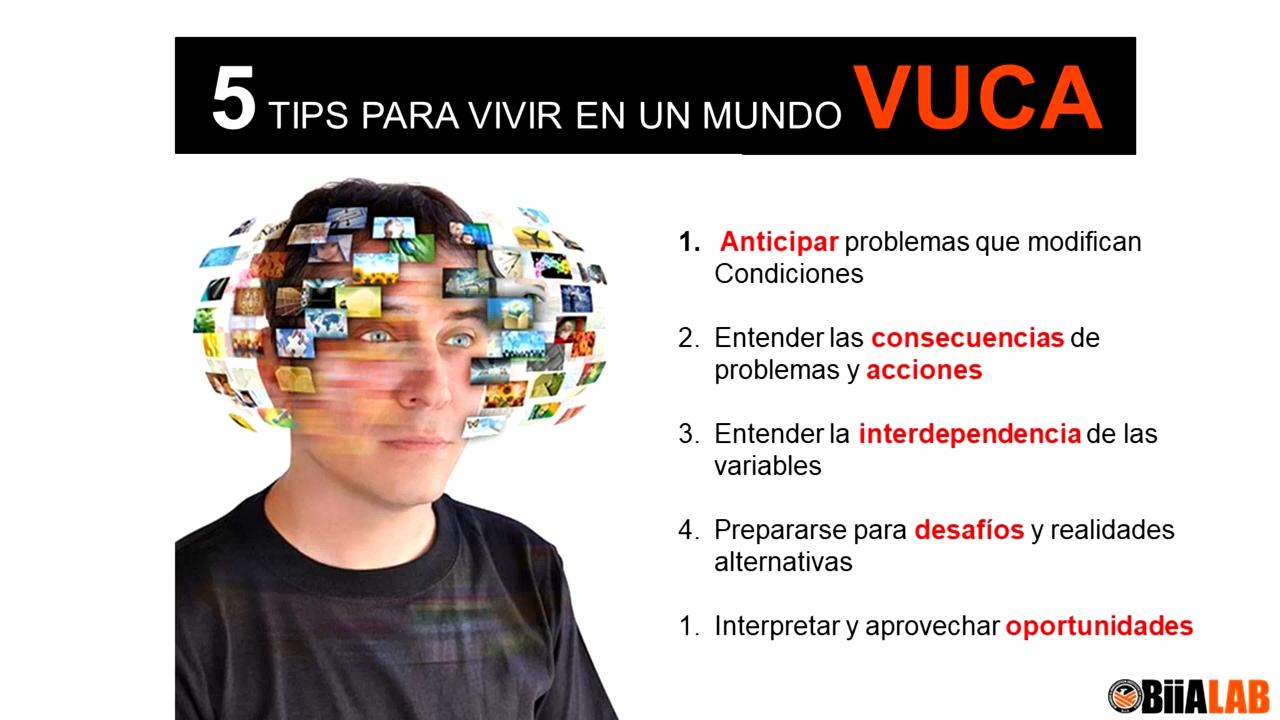 5 TIPS PARA VIVIR EN UN MUNDO VUCA
1. Anticipar problemas que modifican
Condiciones
2. Entender las consecuencias de
problemas y acciones
3. Entender la interdependencia de las
variables
4. Prepararse para desafíos y realidades
alternativas
1. Interpretar y aprovechar oportunidades
News
BiiALAB